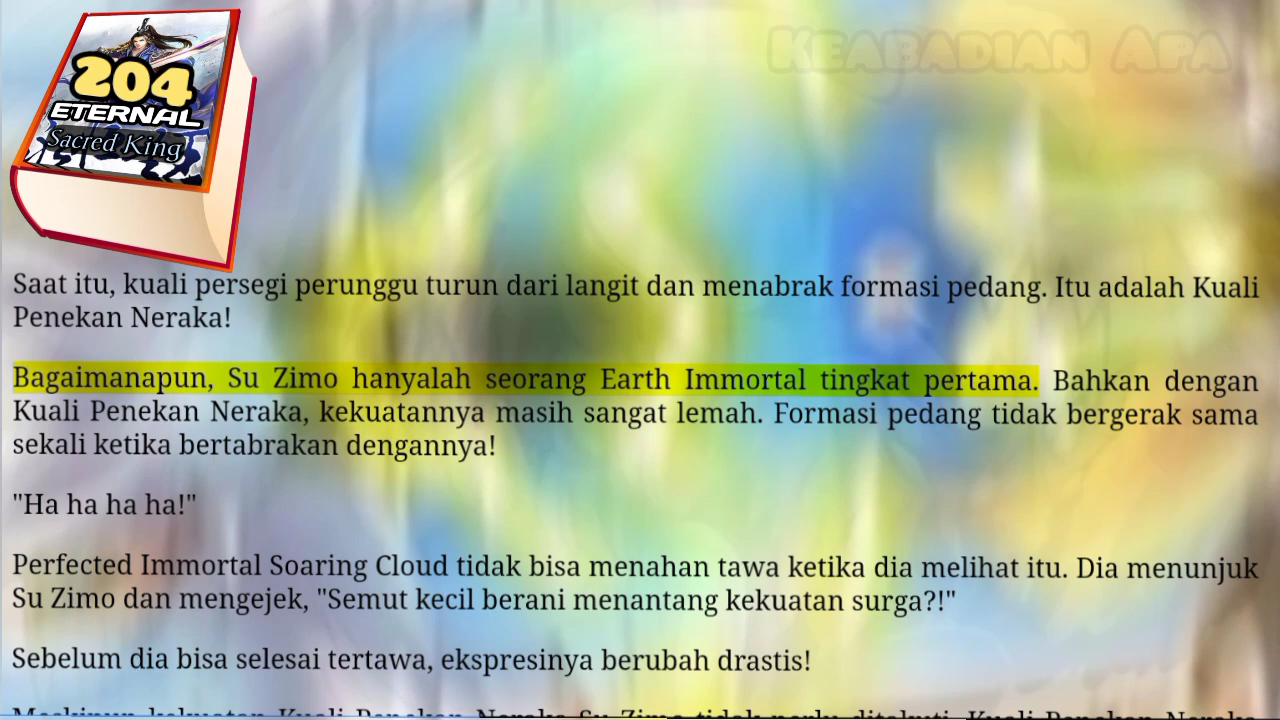 KEABADIAN APA
204
ETERNAL
Sacred King
Saat itu, kuali persegi perunggu turun dari langit dan menabrak formasi pedang. Itu adalah Kuali
Penekan Neraka!
Bagaimanapun, Su Zimo hanyalah seorang Earth Immortal tingkat pertama. Bahkan dengan
Kuali Penekan Neraka, kekuatannya masih sangat lemah. Formasi pedang tidak bergerak sama
sekali ketika bertabrakan dengannya!
"Ha ha ha ha!"
Perfected Immortal Soaring Cloud tidak bisa menahan tawa ketika dia melihat itu. Dia menunjuk
Su Zimo dan mengejek, "Semut kecil berani menantang kekuatan surga?!"
Sebelum dia bisa selesai tertawa, ekspresinya berubah drastis!